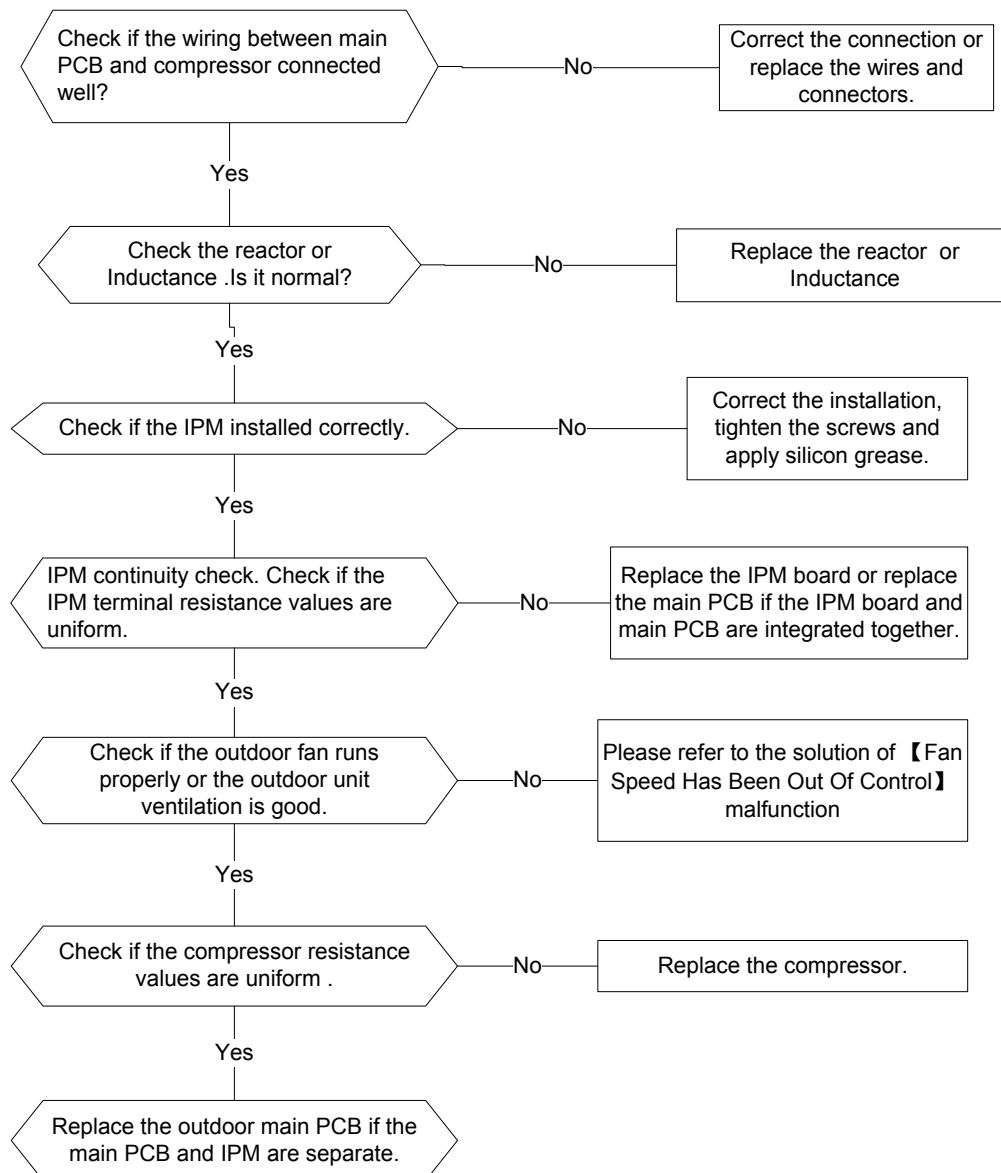 Check if the wiring between main
PCB and compressor connected
well?
No
Correct the connection or
replace the wires and
connectors.
Yes
Check the reactor or
Inductance .Is it normal?
No
Replace the reactor or
Inductance
Yes
Check if the IPM installed correctly.
No
Correct the installation,
tighten the screws and
apply silicon grease.
Yes
IPM continuity check. Check if the
IPM terminal resistance values are
uniform.
No
Replace the IPM board or replace
the main PCB if the IPM board and
main PCB are integrated together.
Yes
Check if the outdoor fan runs
properly or the outdoor unit
ventilation is good.
No
Please refer to the solution of 【Fan
Speed Has Been Out Of Control】
malfunction
Yes
Check if the compressor resistance
values are uniform .
No
Replace the compressor.
Yes
Replace the outdoor main PCB if the
main PCB and IPM are separate.